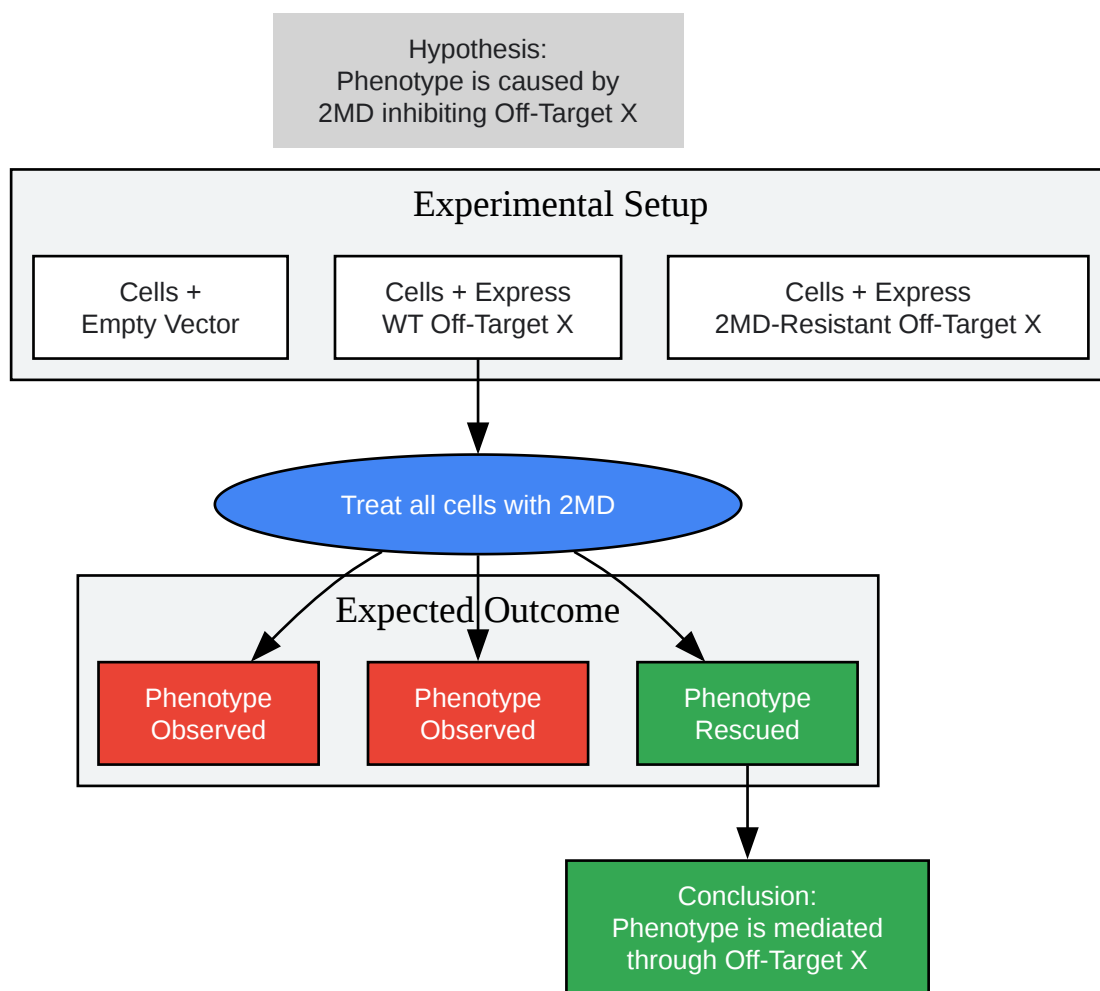 Hypothesis:
Phenotype is caused by
2MD inhibiting Off-Target X
Experimental Setup
Cells +
Empty Vector
Cells + Express
WT Off-Target X
Cells + Express
2MD-Resistant Off-Target X
Treat all cells with 2MD
Expected Outcome
Phenotype
Observed
Phenotype
Observed
Phenotype
Rescued
Conclusion:
Phenotype is mediated
through Off-Target X